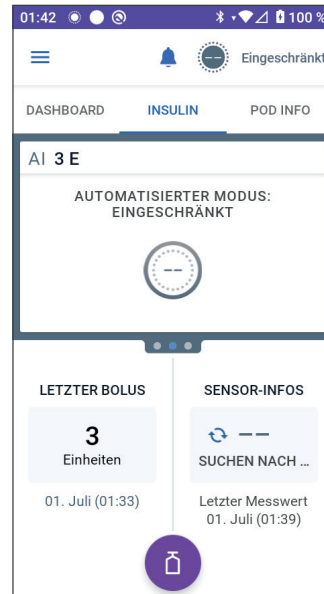 01:42 100 %
Eingeschränkt
DASHBOARD INSULIN POD INFO
AI 3 E
AUTOMATISIERTER MODUS:
EINGESCHRÄNKT
--
LETZTER BOLUS
3
Einheiten
01. Juli (01:33)
SENSOR-INFOS
--
SUCHEN NACH ...
Letzter Messwert
01. Juli (01:39)